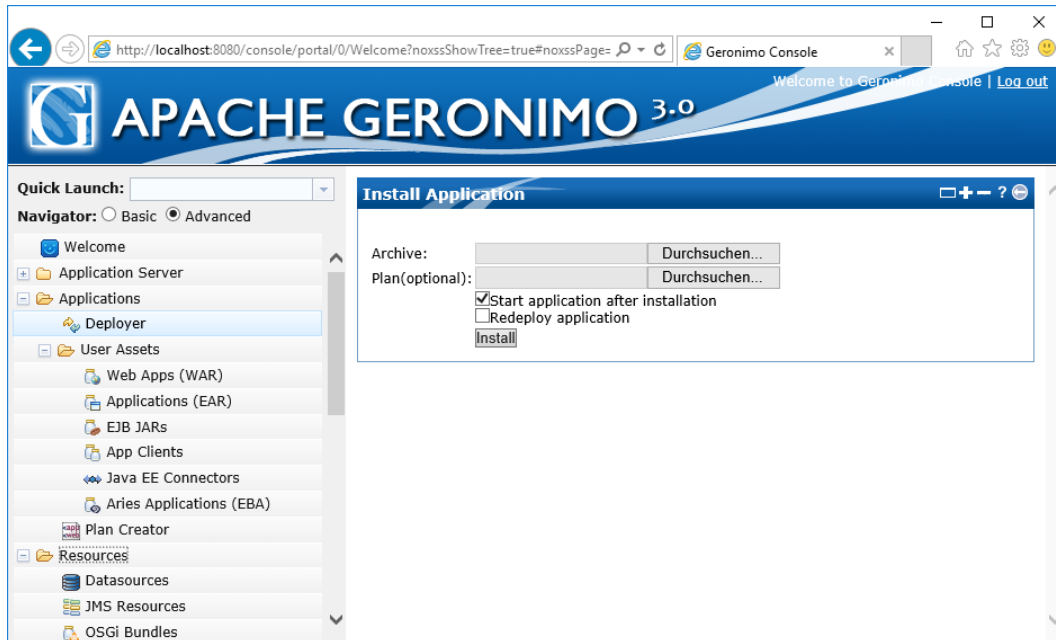 http://localhost:8080/console/portal/0/Welcome?noxssShowTree=true#noxssPage=
Geronimo Console
Welcome to Geronimo Console | Log out
APACHE GERONIMO 3.0
Quick Launch:
Navigator: Basic Advanced
Welcome
Application Server
Applications
Deployer
User Assets
Web Apps (WAR)
Applications (EAR)
EJB JARs
App Clients
Java EE Connectors
Aries Applications (EBA)
Plan Creator
Resources
Datasources
JMS Resources
OSGi Bundles
Install Application
Archive: Durchsuchen...
Plan(optional): Durchsuchen...
Start application after installation
Redeploy application
Install